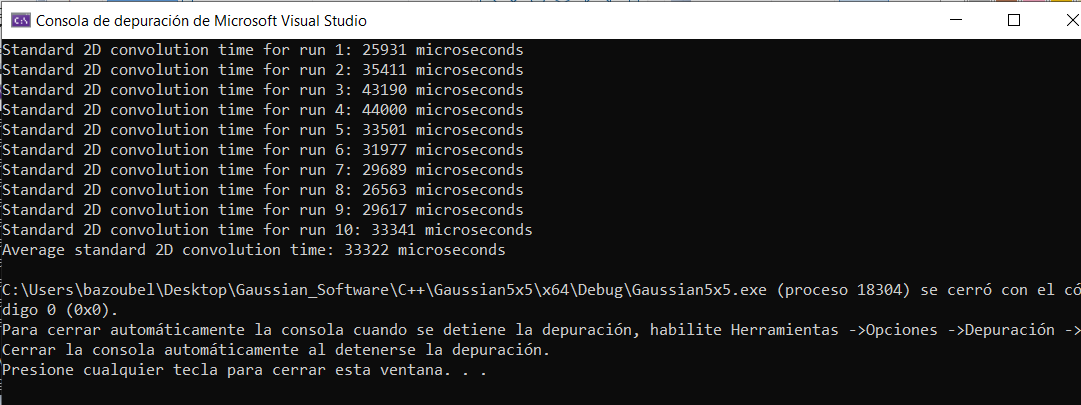 Consola de depuración de Microsoft Visual Studio
Standard 2D convolution time for run 1: 25931 microseconds
Standard 2D convolution time for run 2: 35411 microseconds
Standard 2D convolution time for run 3: 43190 microseconds
Standard 2D convolution time for run 4: 44000 microseconds
Standard 2D convolution time for run 5: 33501 microseconds
Standard 2D convolution time for run 6: 31977 microseconds
Standard 2D convolution time for run 7: 29689 microseconds
Standard 2D convolution time for run 8: 26563 microseconds
Standard 2D convolution time for run 9: 29617 microseconds
Standard 2D convolution time for run 10: 33341 microseconds
Average standard 2D convolution time: 33322 microseconds
C:\Users\bazoubel\Desktop\Gaussian_Software\C++\Gaussian5x5\x64\Debug\Gaussian5x5.exe (proceso 18304) se cerró con el có
digo 0 (0x0).
Para cerrar automáticamente la consola cuando se detiene la depuración, habilite Herramientas ->Opciones ->Depuración ->
Cerrar la consola automáticamente al detenerse la depuración.
Presione cualquier tecla para cerrar esta ventana. . .